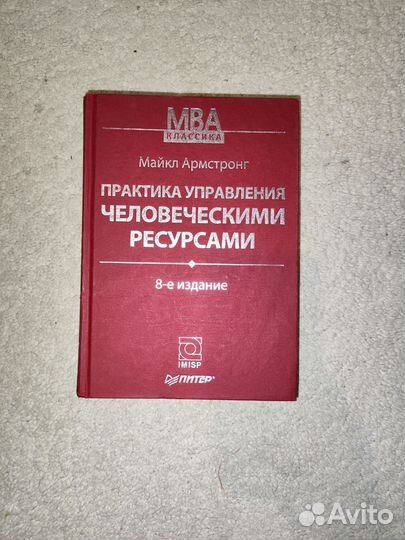 MBA
КЛАССИКА
Майкл Армстронг
ПРАКТИКА УПРАВЛЕНИЯ
ЧЕЛОВЕЧЕСКИМИ
РЕСУРСАМИ
8-е издание
IMISP
ПИТЕР®
Avito